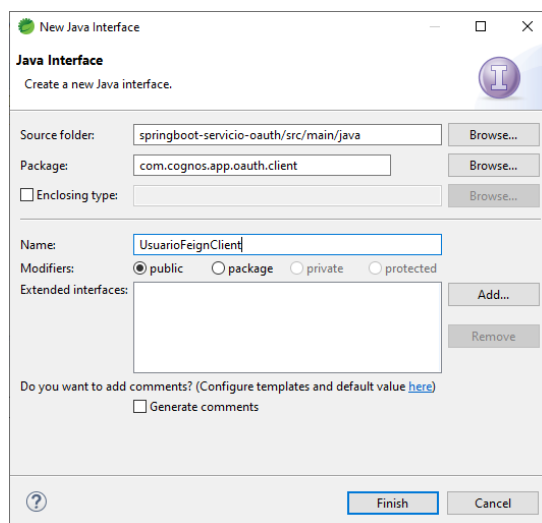 New Java Interface
Java Interface
Create a new Java interface.
Source folder: springboot-servicio-oauth/src/main/java Browse...
Package: com.cognos.app.oauth.client Browse...
Enclosing type: Browse...
Name: UsuarioFeignClient
Modifiers: public package private protected
Extended interfaces: Add...
Remove
Do you want to add comments? (Configure templates and default value here)
Generate comments
? Finish Cancel